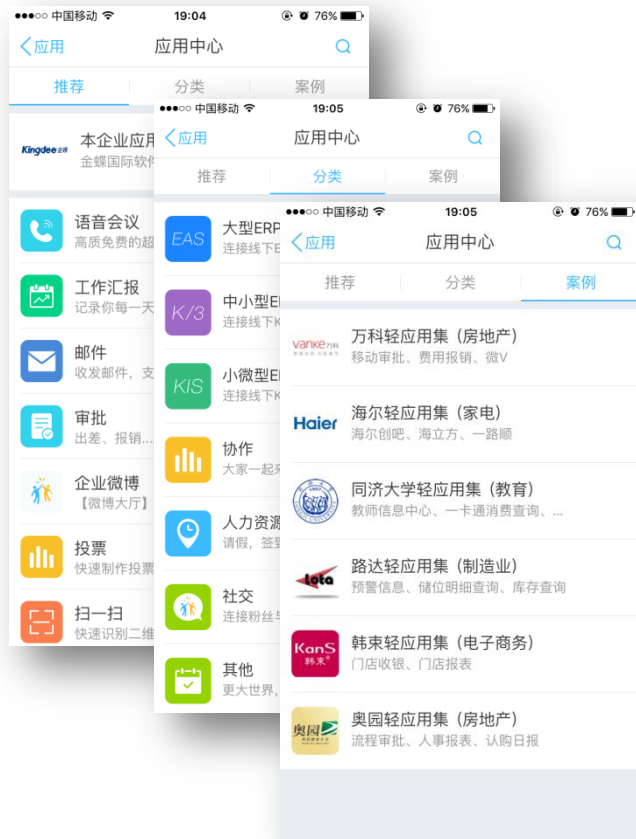 中国移动 19:04 76%
应用 应用中心
推荐 分类 案例
Kingdee 金蝶
本企业应用
金蝶国际软件
语音会议
高质免费的超
工作汇报
记录你每一天
邮件
收发邮件，支
审批
出差、报销...
企业微博
【微博大厅】
投票
快速制作投票
扫一扫
快速识别二维
中国移动 19:05 76%
应用 应用中心
推荐 分类 案例
EAS
大型ERP
连接线下E
K/3
中小型E
连接线下K
KIS
小微型E
连接线下K
协作
大家一起来
人力资源
请假，签到
社交
连接粉丝与
其他
更大世界，
中国移动 19:05 76%
应用 应用中心
推荐 分类 案例
vanke 万科
万科轻应用集（房地产）
移动审批、费用报销、微V
Haier
海尔轻应用集（家电）
海尔创吧、海立方、一路顺
同济大学轻应用集（教育）
教师信息中心、一卡通消费查询、...
Lota
路达轻应用集（制造业）
预警信息、储位明细查询、库存查询
KanS
韩束®
韩束轻应用集（电子商务）
门店收银、门店报表
奥园
奥园轻应用集（房地产）
流程审批、人事报表、认购日报